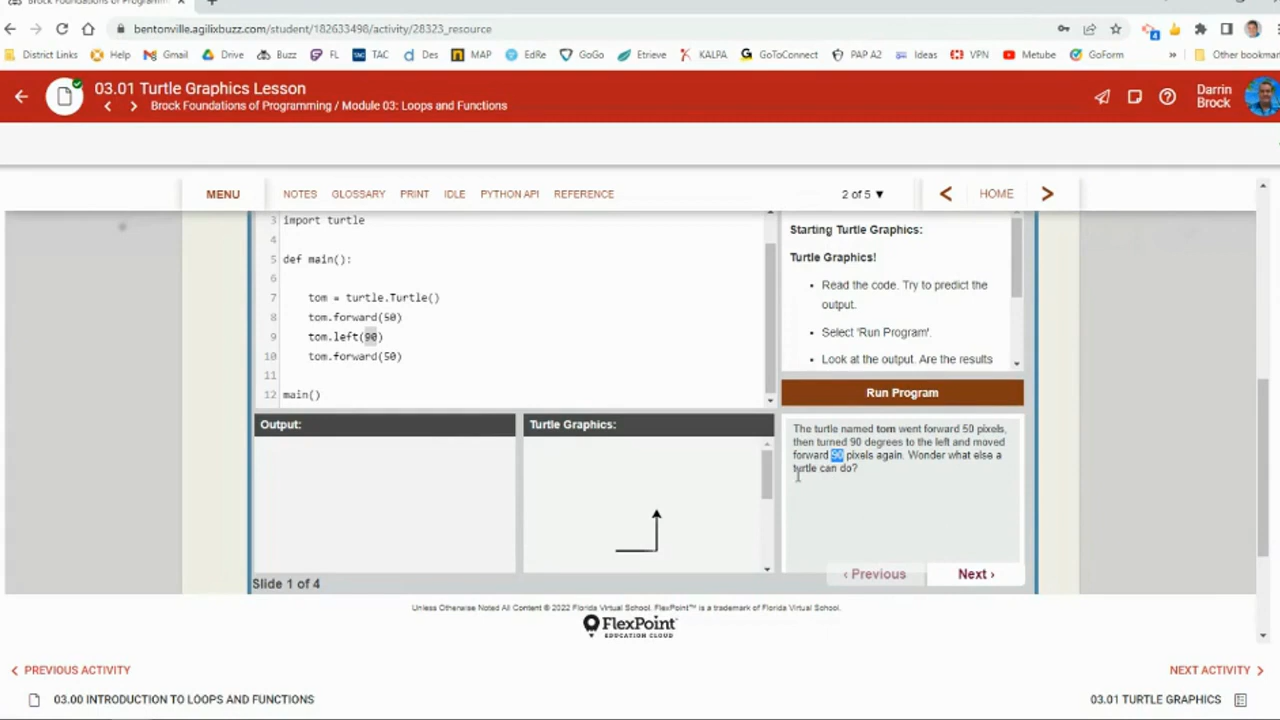 Brock Foundations of Programm
bentonville.agilixbuzz.com/student/182633498/activity/28323_resource
District Links Help Gmail Drive Buzz FL TAC Des MAP EdRe GoGo Etrieve KALPA GoToConnect PAP A2 Ideas VPN Metube GoForm » Other bookmar
03.01 Turtle Graphics Lesson
Brock Foundations of Programming / Module 03: Loops and Functions
Darrin
Brock
MENU NOTES GLOSSARY PRINT IDLE PYTHON API REFERENCE 2 of 5 ▼ HOME
3 import turtle
4
5 def main():
6
7 tom = turtle.Turtle()
8 tom.forward(50)
9 tom.left(90)
10 tom.forward(50)
11
12 main()
Starting Turtle Graphics:
Turtle Graphics!
• Read the code. Try to predict the
output.
• Select 'Run Program'.
• Look at the output. Are the results
Run Program
Output:
Turtle Graphics:
The turtle named tom went forward 50 pixels,
then turned 90 degrees to the left and moved
forward 90 pixels again. Wonder what else a
turtle can do?
‹ Previous Next ›
Slide 1 of 4
Unless Otherwise Noted All Content © 2022 Florida Virtual School. FlexPoint™ is a trademark of Florida Virtual School.
FlexPoint
EDUCATION CLOUD
PREVIOUS ACTIVITY
NEXT ACTIVITY
03.00 INTRODUCTION TO LOOPS AND FUNCTIONS
03.01 TURTLE GRAPHICS